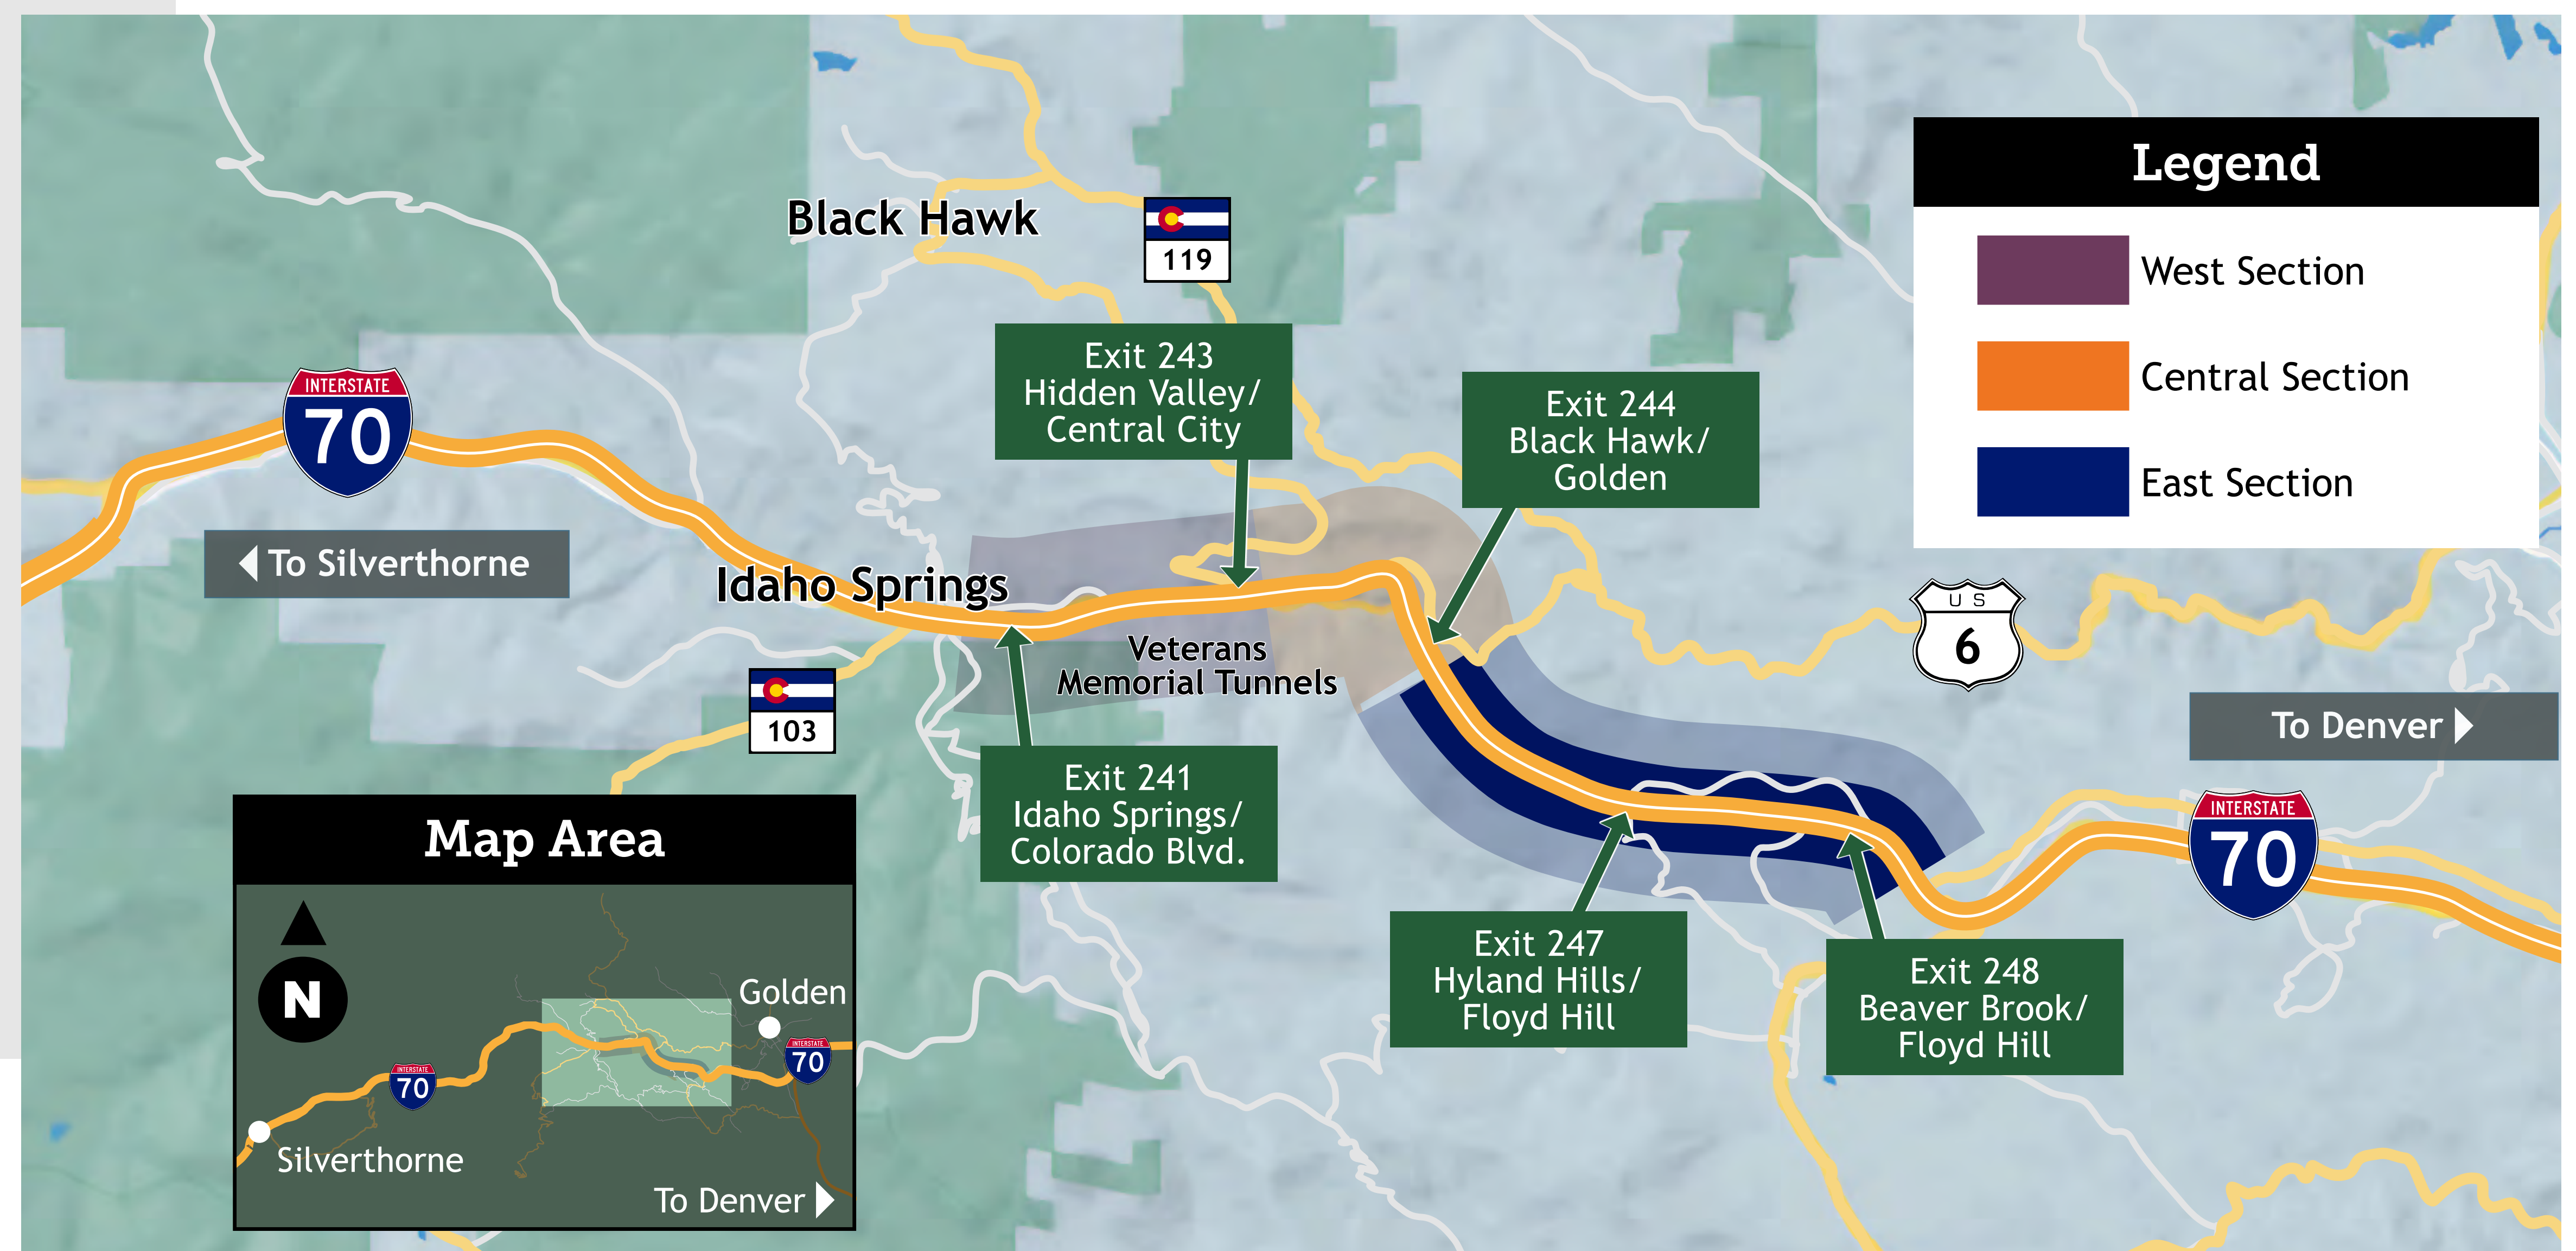 Black Hawk
119
Legend
West Section
Central Section
East Section
Exit 243
Hidden Valley/
Central City
Exit 244
Black Hawk/
Golden
INTERSTATE
70
To Silverthorne
Idaho Springs
Veterans
Memorial Tunnels
US
6
103
To Denver
Exit 241
Idaho Springs/
Colorado Blvd.
INTERSTATE
70
Exit 247
Hyland Hills/
Floyd Hill
Exit 248
Beaver Brook/
Floyd Hill
Map Area
N
Golden
INTERSTATE
70
INTERSTATE
70
Silverthorne
To Denver